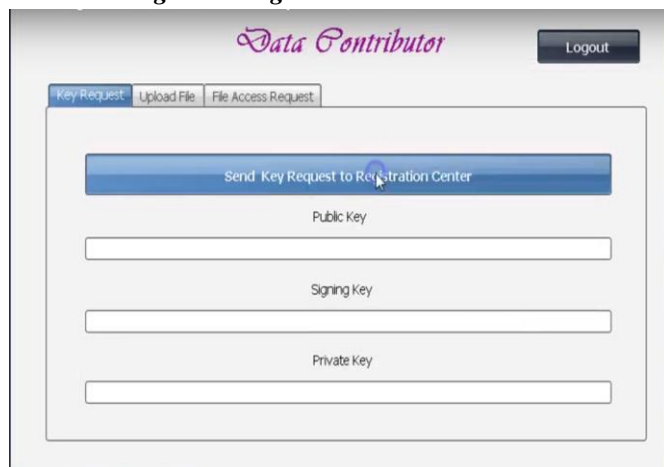 Data Contributor
Logout
Key Request Upload File File Access Request
Send Key Request to Registration Center
Public Key
Signing Key
Private Key